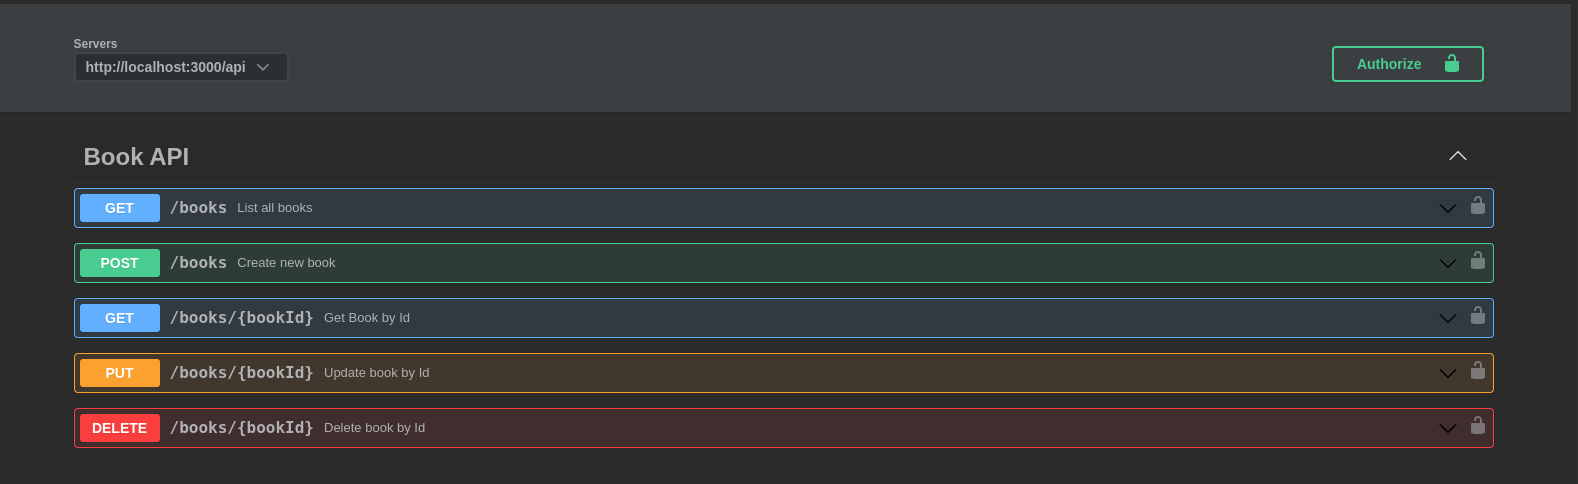 Servers
http://localhost:3000/api
Authorize
Book API
GET /books List all books
POST /books Create new book
GET /books/{bookId} Get Book by Id
PUT /books/{bookId} Update book by Id
DELETE /books/{bookId} Delete book by Id